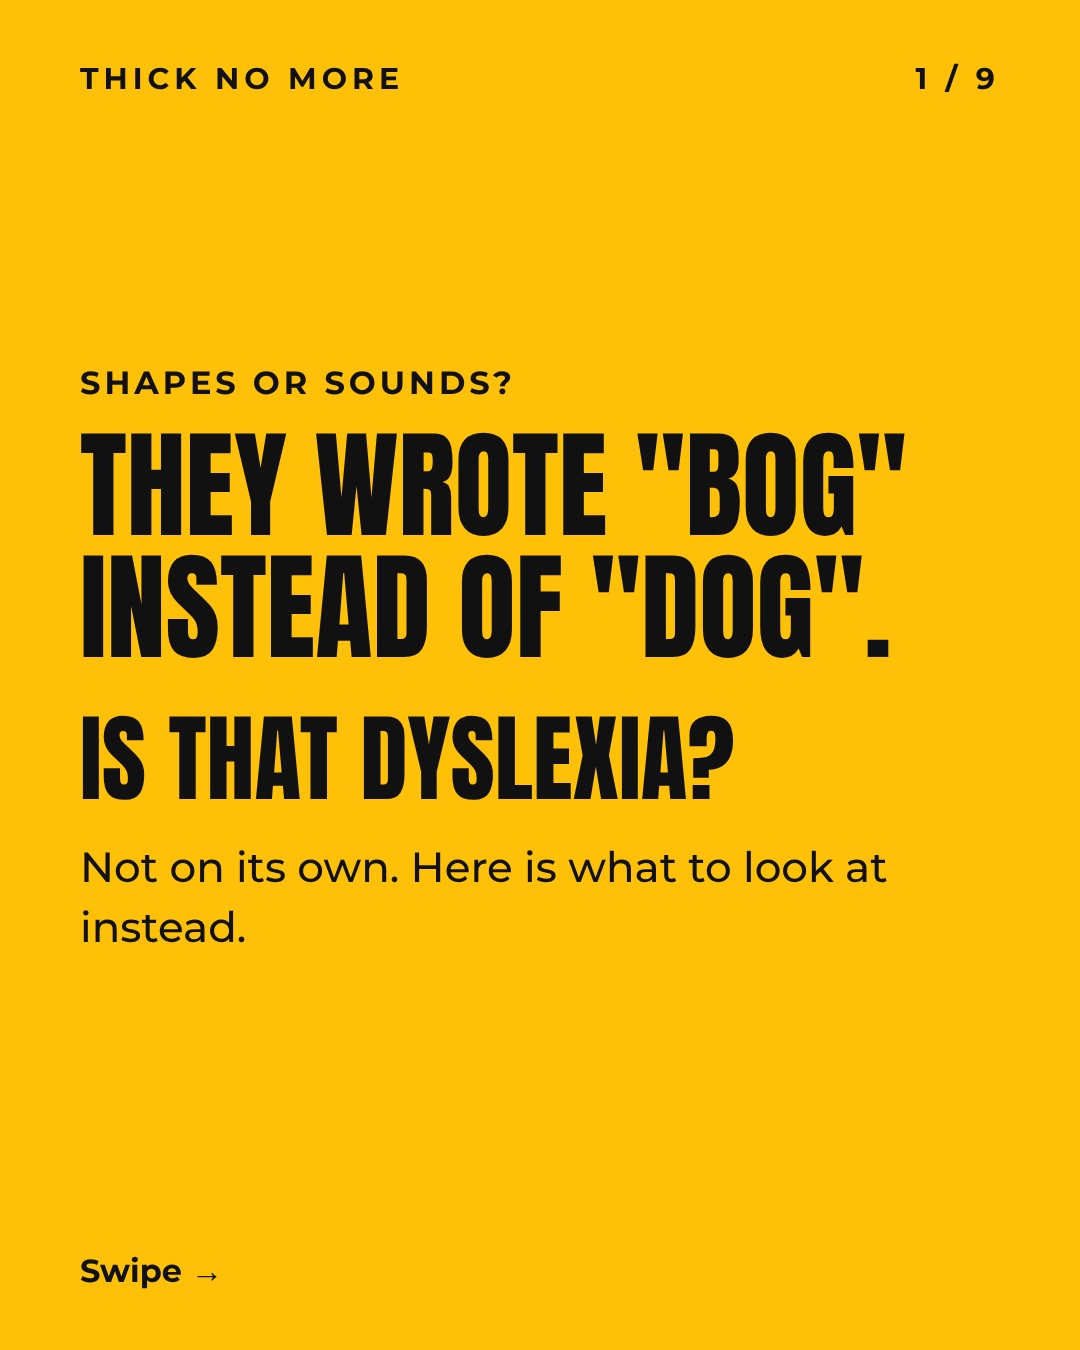 THICK NO MORE
1 / 9
SHAPES OR SOUNDS?
THEY WROTE "BOG"
INSTEAD OF "DOG".
IS THAT DYSLEXIA?
Not on its own. Here is what to look at
instead.
Swipe →